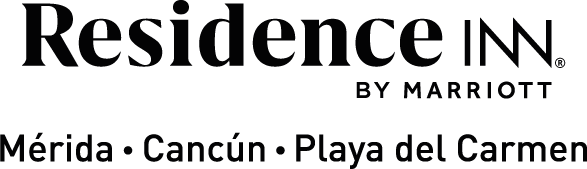 Residence INN®
BY MARRIOTT
Mérida • Cancún • Playa del Carmen